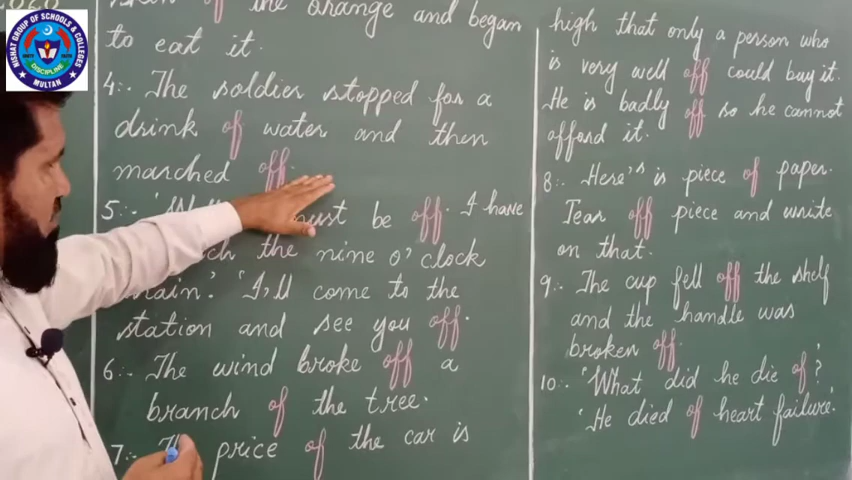 NISHAT GROUP OF SCHOOLS & COLLEGES
DISCIPLINE
MULTAN
of the orange and began
to eat it.
4:. The soldier stopped for a
drink of water and then
marched off.
5:. must be off. I have
the nine o'clock
'I,ll come to the
station and see you off.
6:. The wind broke off a
branch of the tree.
7:. price of the car is
high that only a person who
is very well off could buy it.
He is badly off so he cannot
afford it.
8:. Here's is piece of paper.
Tear off piece and write
on that.
9:. The cup fell off the shelf
and the handle was
broken off.
10:. 'What did he die of?
'He died of heart failure.'